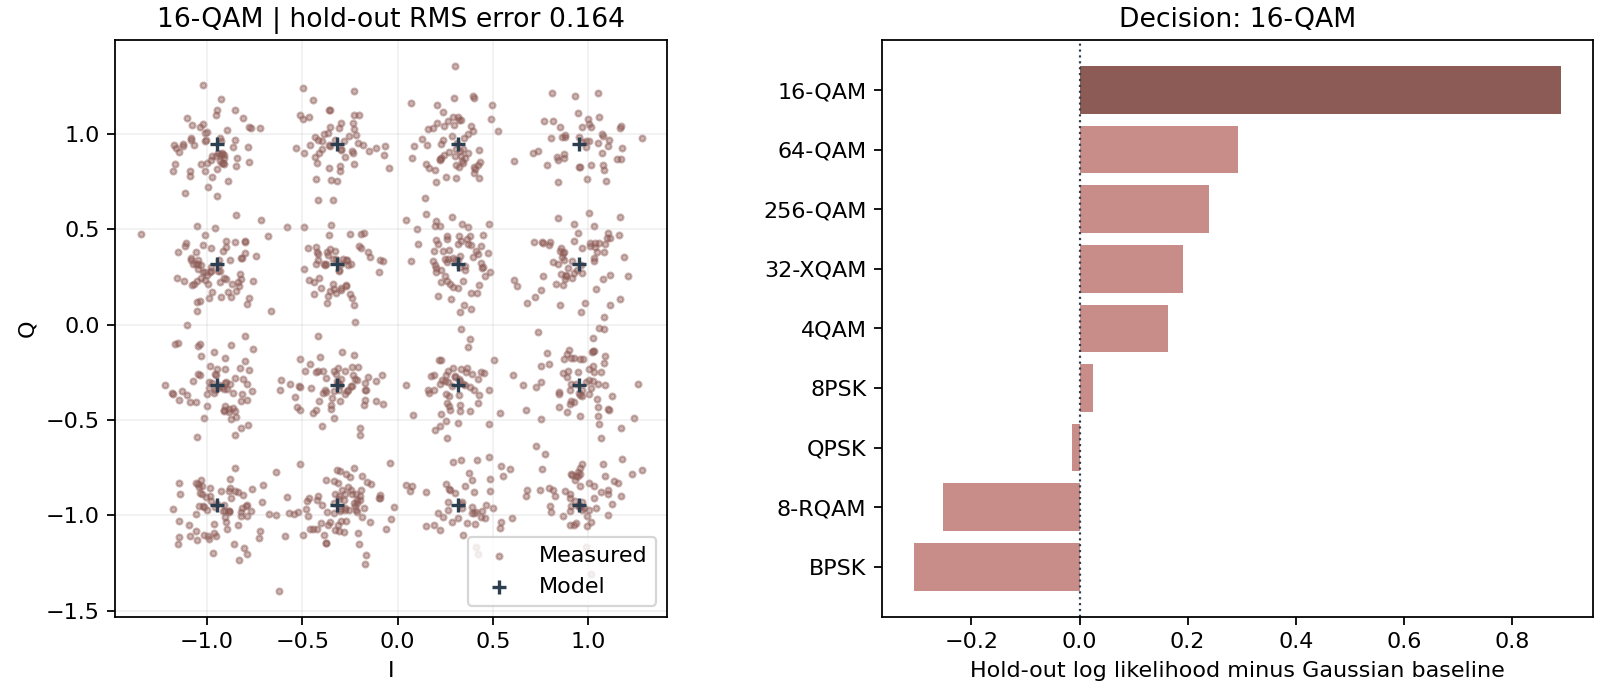 16-QAM | hold-out RMS error 0.164
1.0
0.5
0.0
−0.5
−1.0
−1.5
Q
−1.0
−0.5
0.0
0.5
1.0
I
Measured
Model
Decision: 16-QAM
16-QAM
64-QAM
256-QAM
32-XQAM
4QAM
8PSK
QPSK
8-RQAM
BPSK
−0.2
0.0
0.2
0.4
0.6
0.8
Hold-out log likelihood minus Gaussian baseline